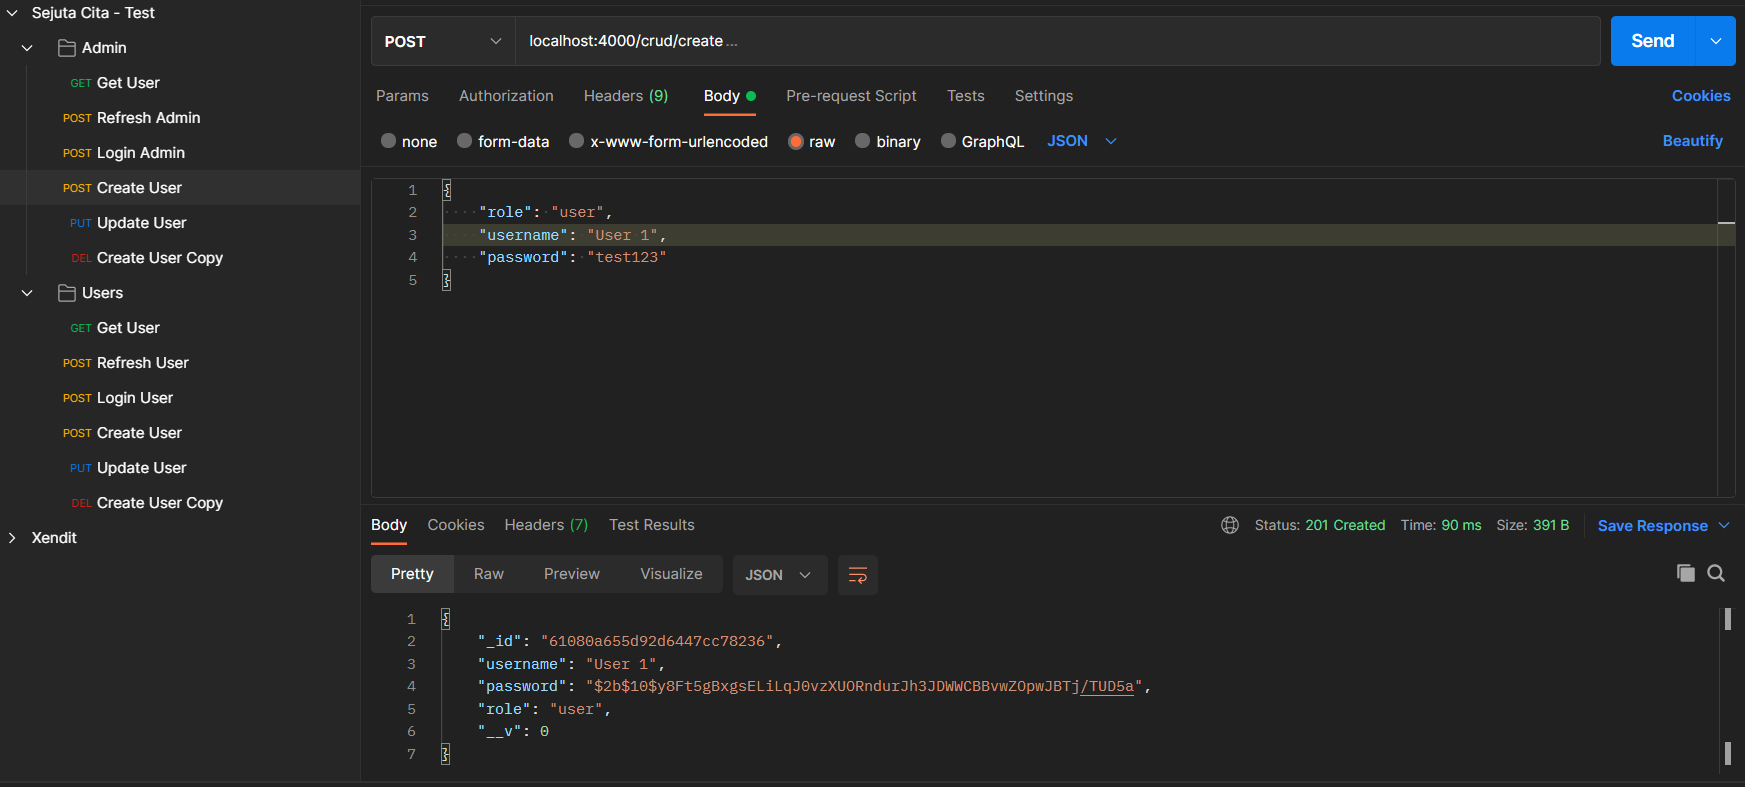 Sejuta Cita - Test
Admin
GET Get User
POST Refresh Admin
POST Login Admin
POST Create User
PUT Update User
DEL Create User Copy
Users
GET Get User
POST Refresh User
POST Login User
POST Create User
PUT Update User
DEL Create User Copy
Xendit
POST localhost:4000/crud/create ... Send
Params Authorization Headers (9) Body Pre-request Script Tests Settings Cookies
none form-data x-www-form-urlencoded raw binary GraphQL JSON Beautify
1 {
2 "role": "user",
3 "username": "User 1",
4 "password": "test123"
5 }
Body Cookies Headers (7) Test Results Status: 201 Created Time: 90 ms Size: 391 B Save Response
Pretty Raw Preview Visualize JSON
1 {
2 "_id": "61080a655d92d6447cc78236",
3 "username": "User 1",
4 "password": "$2b$10$y8Ft5gBxgsELiLqJ0vzXUORndurJh3JDWWCBBvwZOpwJBTj/TUD5a",
5 "role": "user",
6 "__v": 0
7 }